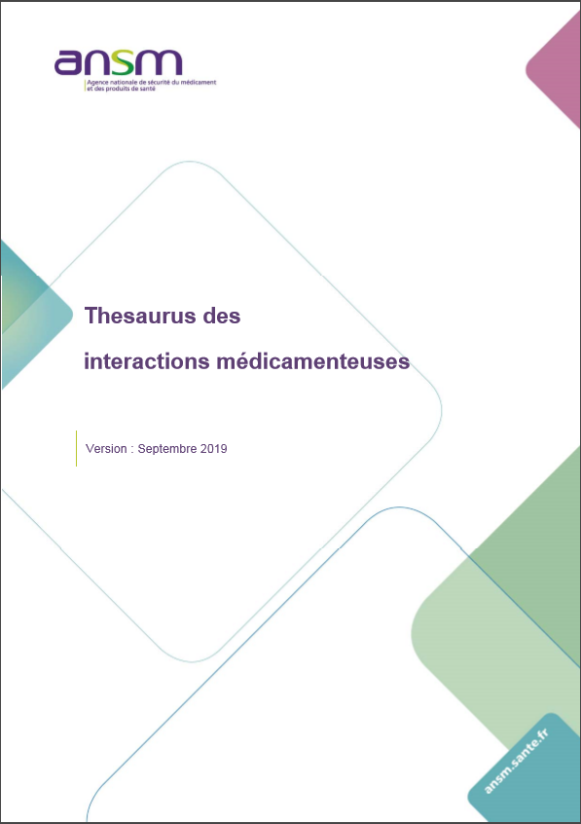 ansm
Agence nationale de sécurité du médicament
et des produits de santé
Thesaurus des
interactions médicamenteuses
Version : Septembre 2019
ansm.sante.fr